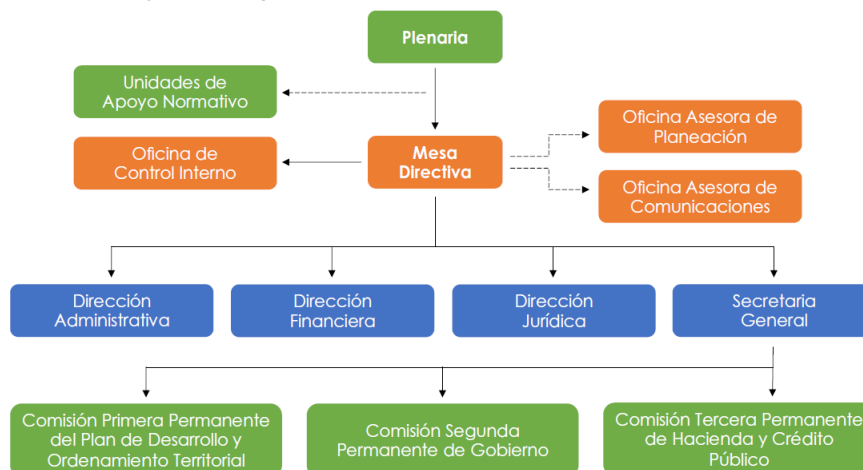 Plenaria
Unidades de
Apoyo Normativo
Oficina Asesora de
Planeación
Oficina de
Control Interno
Mesa
Directiva
Oficina Asesora de
Comunicaciones
Dirección
Administrativa
Dirección
Financiera
Dirección
Jurídica
Secretaria
General
Comisión Primera Permanente
del Plan de Desarrollo y
Ordenamiento Territorial
Comisión Segunda
Permanente de Gobierno
Comisión Tercera Permanente
de Hacienda y Crédito
Público